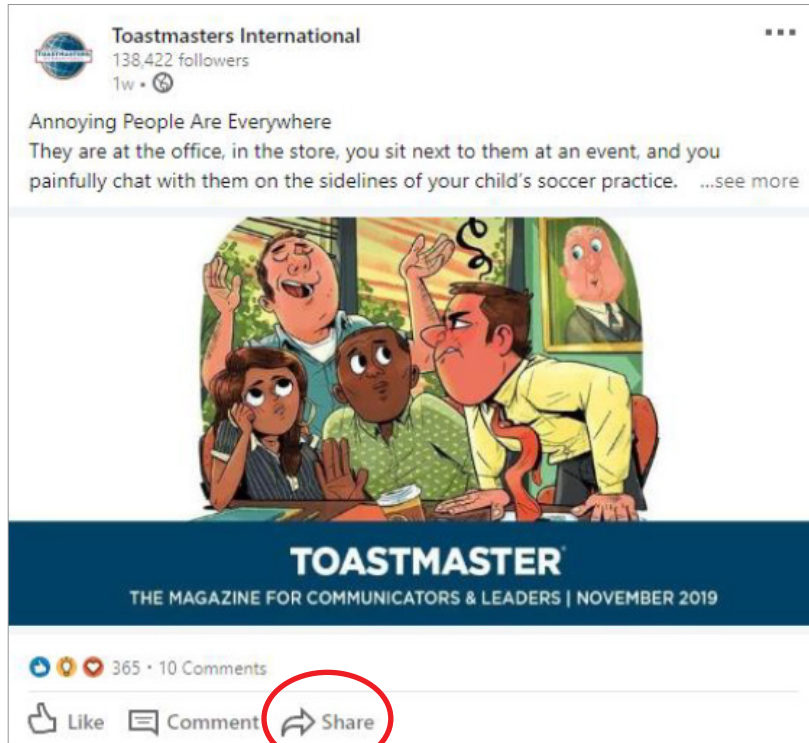 Toastmasters International
138,422 followers
1w •
Annoying People Are Everywhere
They are at the office, in the store, you sit next to them at an event, and you
painfully chat with them on the sidelines of your child's soccer practice. ...see more
TOASTMASTER
THE MAGAZINE FOR COMMUNICATORS & LEADERS | NOVEMBER 2019
365 • 10 Comments
Like Comment Share